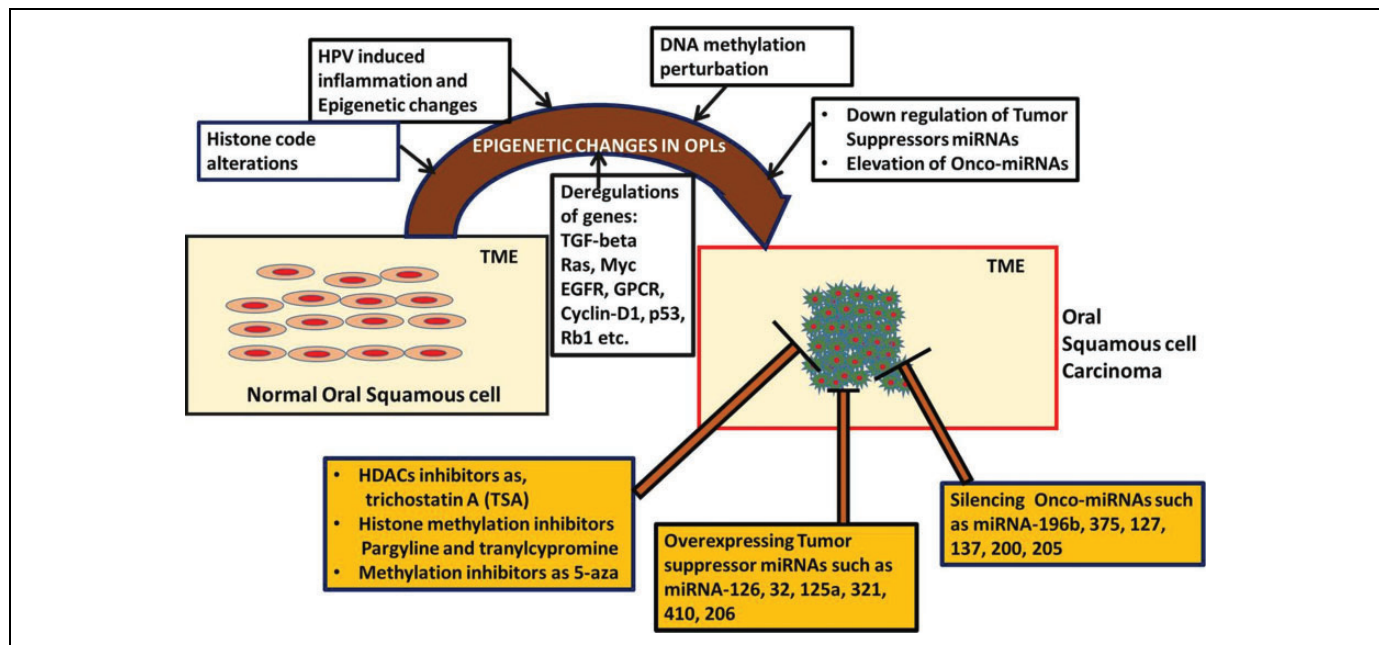 HPV induced
inflammation and
Epigenetic changes
DNA methylation
perturbation
Histone code
alterations
EPIGENETIC CHANGES IN OPLs
• Down regulation of Tumor
Suppressors miRNAs
• Elevation of Onco-miRNAs
Deregulations
of genes:
TGF-beta
Ras, Myc
EGFR, GPCR,
Cyclin-D1, p53,
Rb1 etc.
TME
Normal Oral Squamous cell
TME
Oral
Squamous cell
Carcinoma
• HDACs inhibitors as,
trichostatin A (TSA)
• Histone methylation inhibitors
Pargyline and tranylcypromine
• Methylation inhibitors as 5-aza
Overexpressing Tumor
suppressor miRNAs such as
miRNA-126, 32, 125a, 321,
410, 206
Silencing Onco-miRNAs such
as miRNA-196b, 375, 127,
137, 200, 205